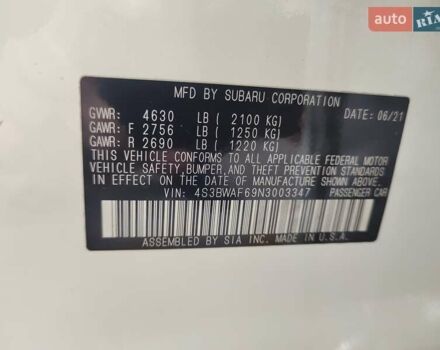 AUTO RIA
MFD BY SUBARU CORPORATION
GVWR: 4630 LB ( 2100 KG) DATE: 06/21
GAWR: F 2756 LB ( 1250 KG)
GAWR: R 2690 LB ( 1220 KG)
THIS VEHICLE CONFORMS TO ALL APPLICABLE FEDERAL MOTOR
VEHICLE SAFETY, BUMPER, AND THEFT PREVENTION STANDARDS
IN EFFECT ON THE DATE OF MANUFACTURE SHOWN ABOVE.
VIN: 4S3BWAF69N3003347 PASSENGER CAR
ASSEMBLED BY SIA INC. MADE IN U.S.A.